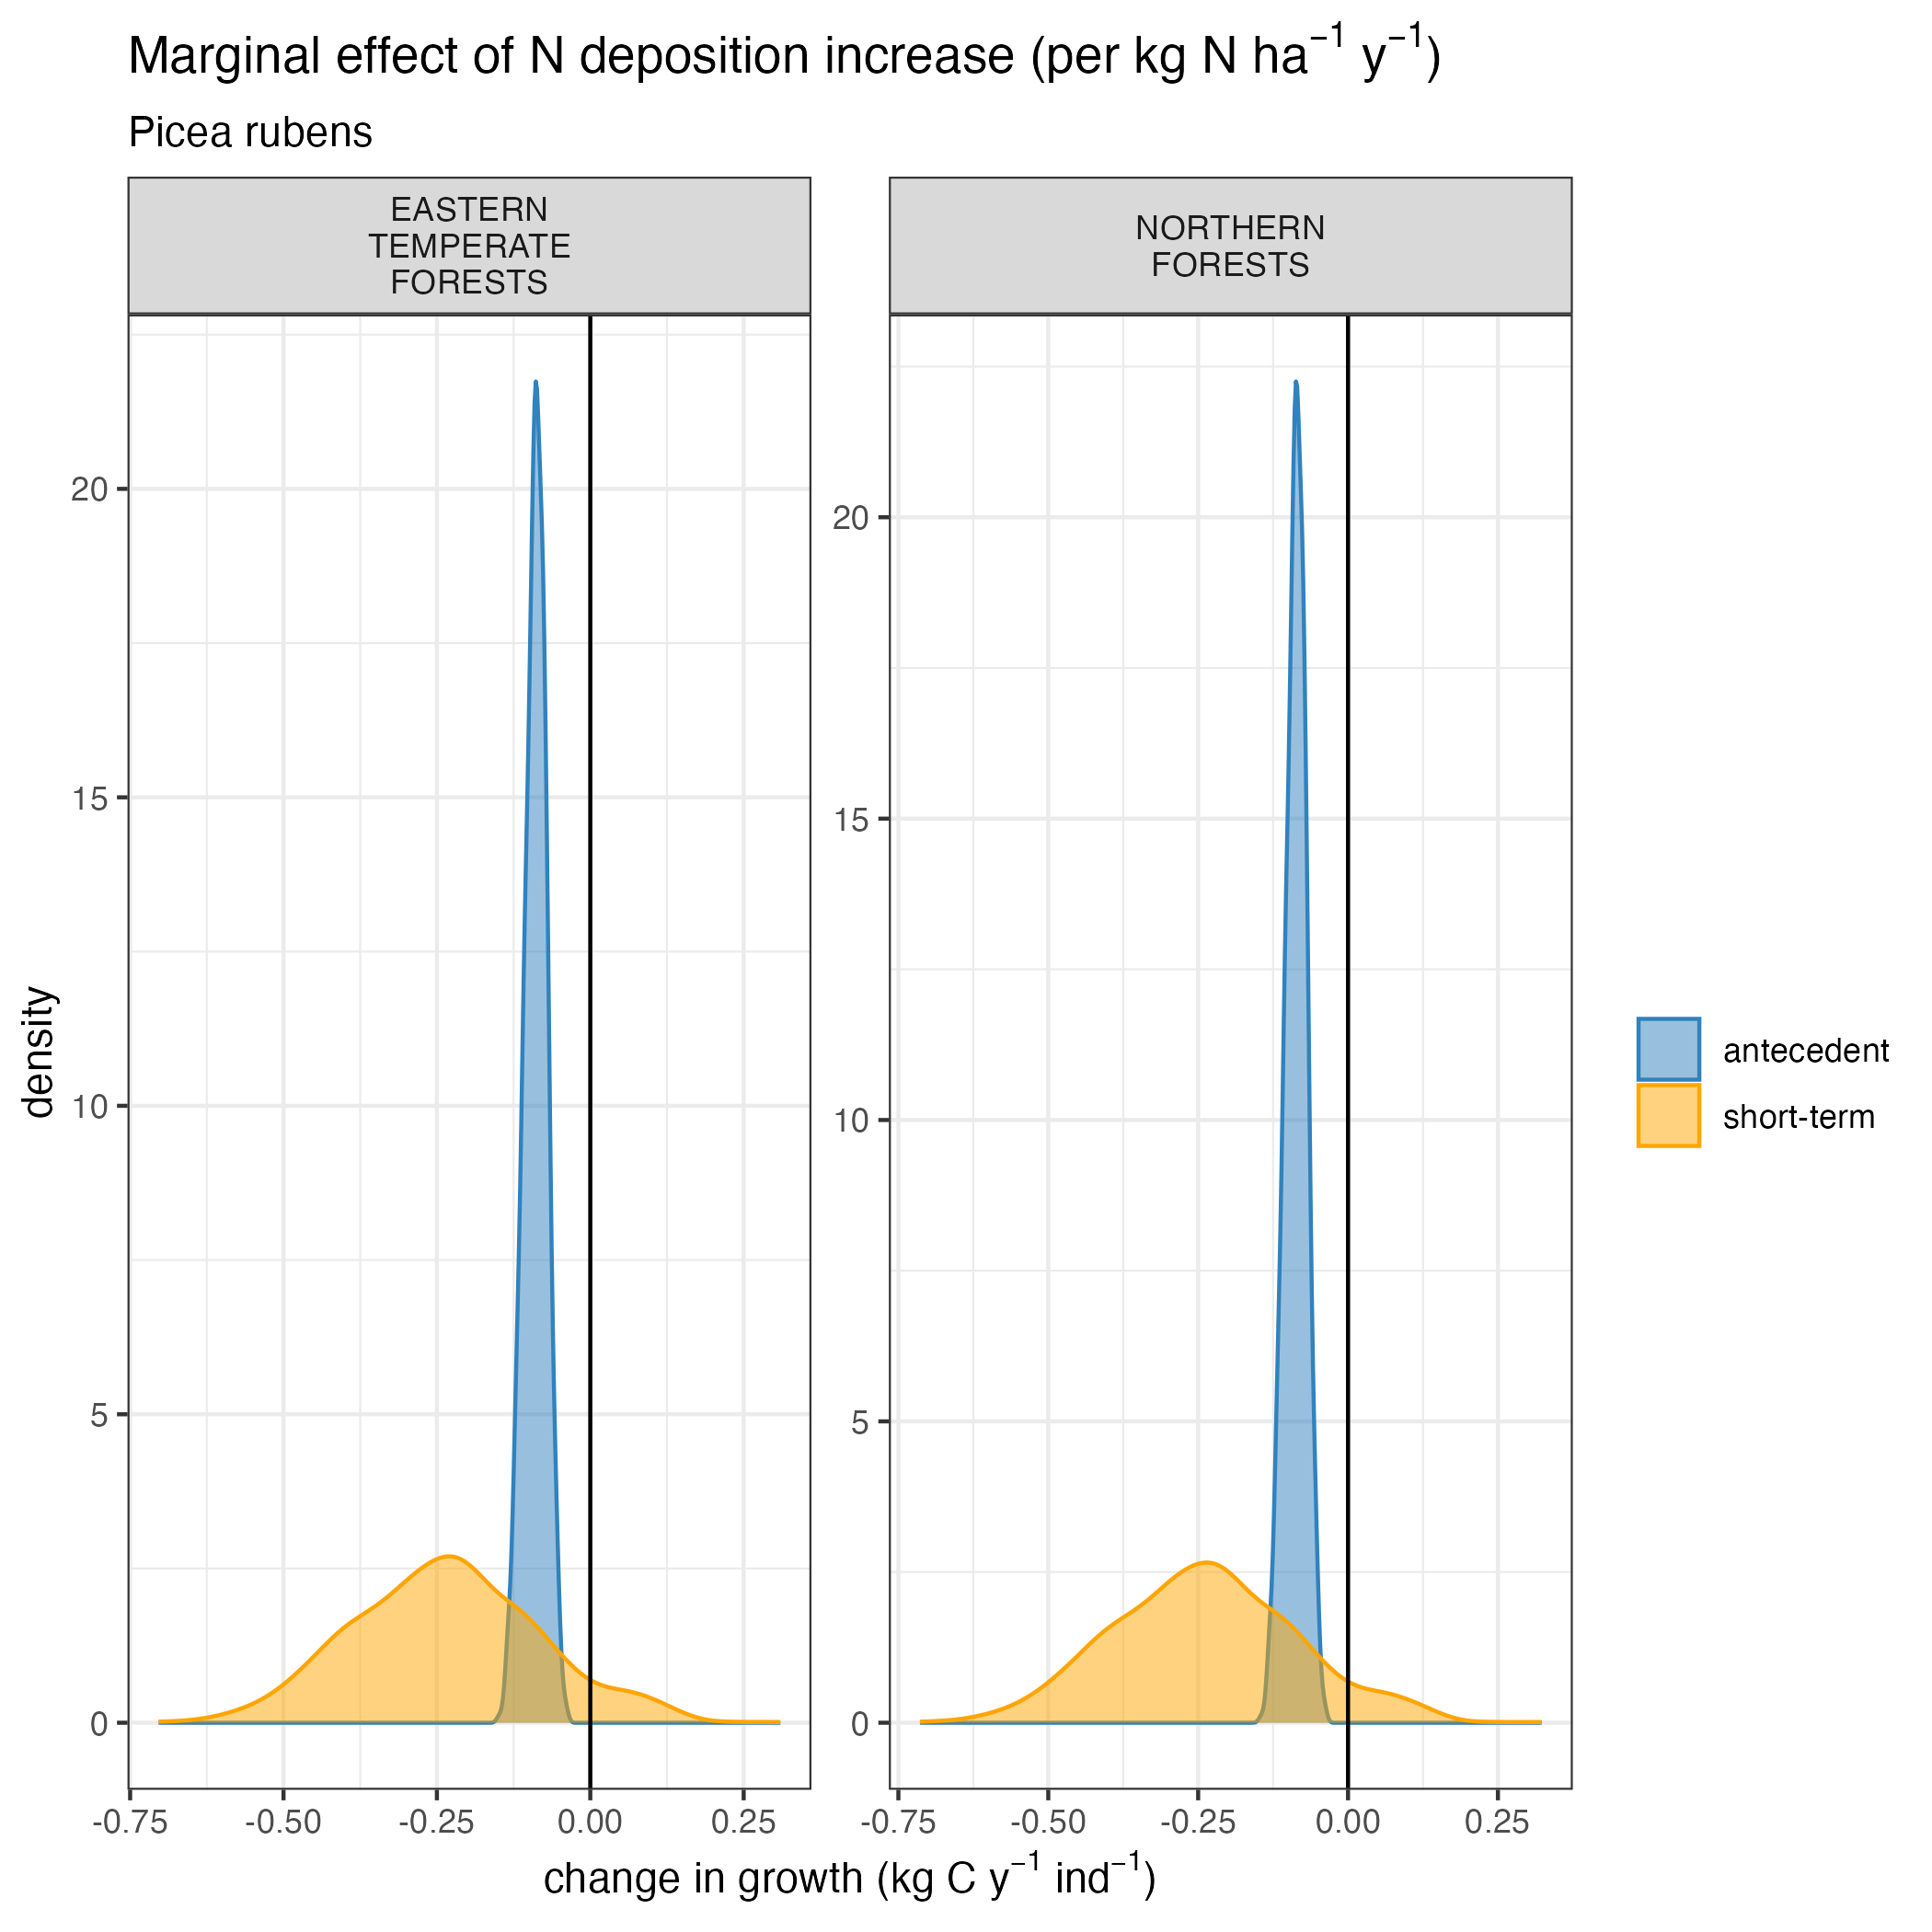 Marginal effect of N deposition increase (per kg N ha⁻¹ y⁻¹)
Picea rubens
EASTERN
TEMPERATE
FORESTS
NORTHERN
FORESTS
density
20
15
10
5
0
20
15
10
5
0
-0.75 -0.50 -0.25 0.00 0.25
-0.75 -0.50 -0.25 0.00 0.25
change in growth (kg C y⁻¹ ind⁻¹)
antecedent
short-term